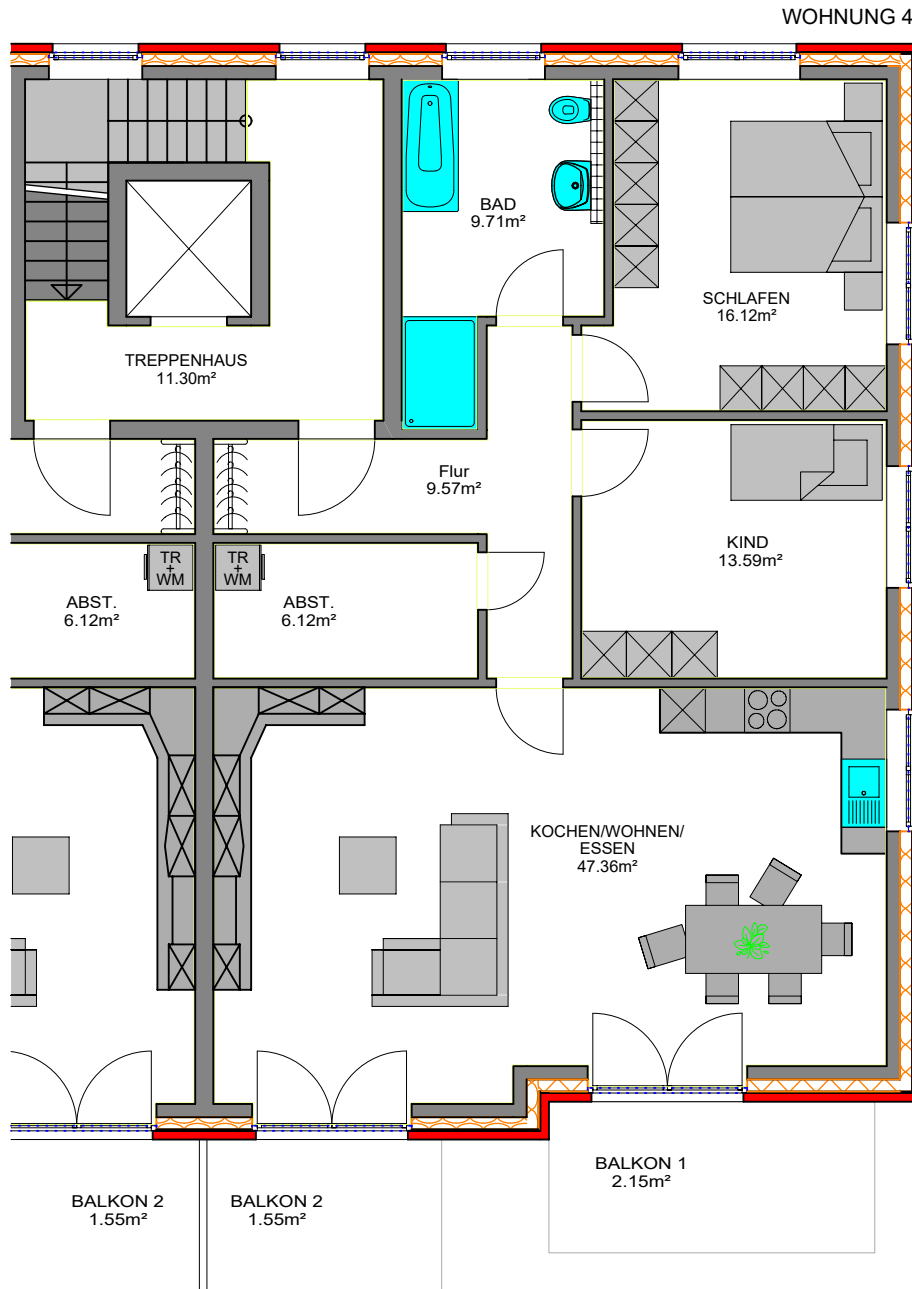 WOHNUNG 4
BAD
9.71m²
SCHLAFEN
16.12m²
TREPPENHAUS
11.30m²
Flur
9.57m²
KIND
13.59m²
TR
+
WM
TR
+
WM
ABST.
6.12m²
ABST.
6.12m²
KOCHEN/WOHNEN/
ESSEN
47.36m²
BALKON 1
2.15m²
BALKON 2
1.55m²
BALKON 2
1.55m²